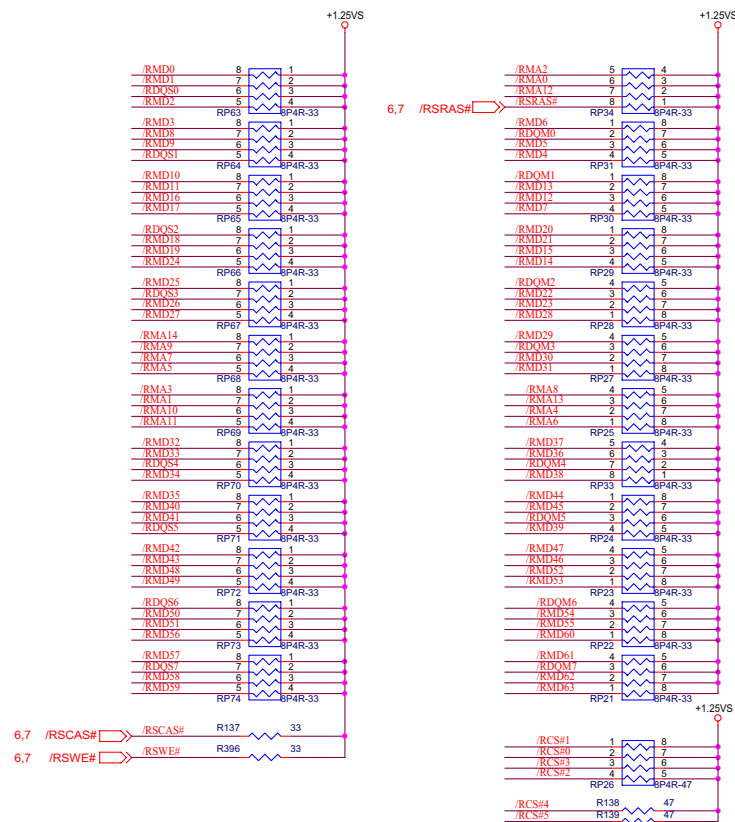 +1.25VS
/RMD0 8 1
/RMD1 7 2
/RDQS0 6 3
/RMD2 5 4
RP63 8P4R-33
/RMD3 8 1
/RMD8 7 2
/RMD9 6 3
/RDQS1 5 4
RP64 8P4R-33
/RMD10 8 1
/RMD11 7 2
/RMD16 6 3
/RMD17 5 4
RP65 8P4R-33
/RDQS2 8 1
/RMD18 7 2
/RMD19 6 3
/RMD24 5 4
RP66 8P4R-33
/RMD25 8 1
/RDQS3 7 2
/RMD26 6 3
/RMD27 5 4
RP67 8P4R-33
/RMA14 8 1
/RMA9 7 2
/RMA7 6 3
/RMA5 5 4
RP68 8P4R-33
/RMA3 8 1
/RMA1 7 2
/RMA10 6 3
/RMA11 5 4
RP69 8P4R-33
/RMD32 8 1
/RMD33 7 2
/RDQS4 6 3
/RMD34 5 4
RP70 8P4R-33
/RMD35 8 1
/RMD40 7 2
/RMD41 6 3
/RDQS5 5 4
RP71 8P4R-33
/RMD42 8 1
/RMD43 7 2
/RMD48 6 3
/RMD49 5 4
RP72 8P4R-33
/RDQS6 8 1
/RMD50 7 2
/RMD51 6 3
/RMD56 5 4
RP73 8P4R-33
/RMD57 8 1
/RDQS7 7 2
/RMD58 6 3
/RMD59 5 4
RP74 8P4R-33
6,7 /RSCAS# /RSCAS# R137 33
6,7 /RSWE# /RSWE# R396 33
+1.25VS
/RMA2 5 4
/RMA0 6 3
/RMA12 7 2
6,7 /RSRAS# /RSRAS# 8 1
RP34 8P4R-33
/RMD6 1 8
/RDQM0 2 7
/RMD5 3 6
/RMD4 4 5
RP31 8P4R-33
/RDQM1 1 8
/RMD13 2 7
/RMD12 3 6
/RMD7 4 5
RP30 8P4R-33
/RMD20 1 8
/RMD21 2 7
/RMD15 3 6
/RMD14 4 5
RP29 8P4R-33
/RDQM2 4 5
/RMD22 3 6
/RMD23 2 7
/RMD28 1 8
RP28 8P4R-33
/RMD29 4 5
/RDQM3 3 6
/RMD30 2 7
/RMD31 1 8
RP27 8P4R-33
/RMA8 4 5
/RMA13 3 6
/RMA4 2 7
/RMA6 1 8
RP25 8P4R-33
/RMD37 5 4
/RMD36 6 3
/RDQM4 7 2
/RMD38 8 1
RP33 8P4R-33
/RMD44 1 8
/RMD45 2 7
/RDQM5 3 6
/RMD39 4 5
RP24 8P4R-33
/RMD47 4 5
/RMD46 3 6
/RMD52 2 7
/RMD53 1 8
RP23 8P4R-33
/RDQM6 4 5
/RMD54 3 6
/RMD55 2 7
/RMD60 1 8
RP22 8P4R-33
/RMD61 4 5
/RDQM7 3 6
/RMD62 2 7
/RMD63 1 8
RP21 8P4R-33
+1.25VS
/RCS#1 1 8
/RCS#0 2 7
/RCS#3 3 6
/RCS#2 4 5
RP26 8P4R-47
/RCS#4 R138 47
/RCS#5 R139 47